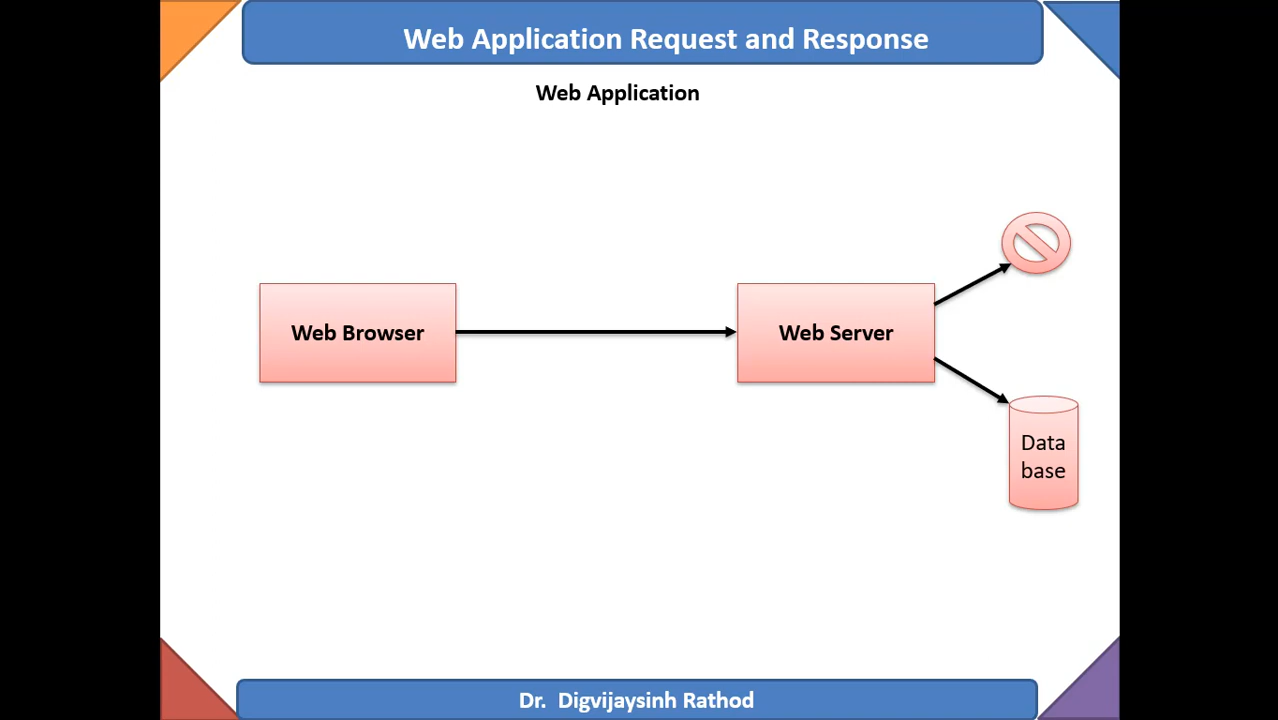 Web Application Request and Response
Web Application
Web Browser
Web Server
Data
base
Dr.  Digvijaysinh Rathod